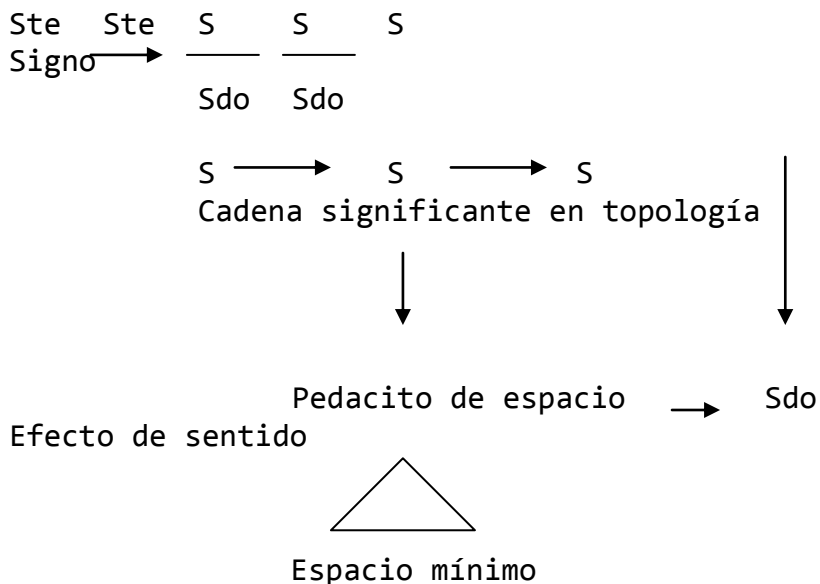 Ste Ste S S S
Signo
Sdo Sdo
S S S
Cadena significante en topología
Pedacito de espacio Sdo
Efecto de sentido
Espacio mínimo